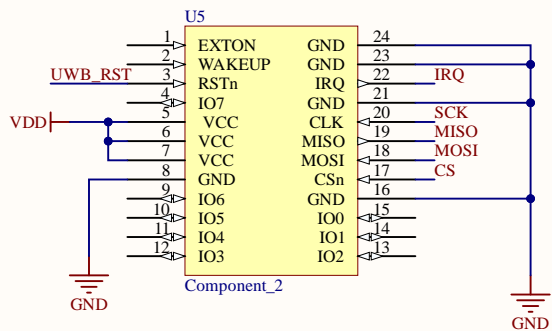 U5
1 EXTON GND 24
2 WAKEUP GND 23
UWB_RST 3 RSTn IRQ 22 IRQ
4 IO7 GND 21
VDD 5 VCC CLK 20 SCK
6 VCC MISO 19 MISO
7 VCC MOSI 18 MOSI
8 GND CSn 17 CS
9 IO6 GND 16
10 IO5 IO0 15
11 IO4 IO1 14
12 IO3 IO2 13
Component_2
GND
GND